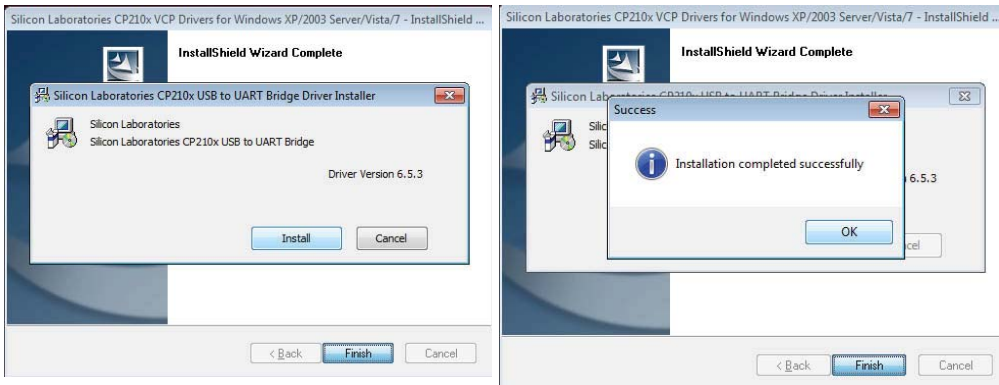 Silicon Laboratories CP210x VCP Drivers for Windows XP/2003 Server/Vista/7 - InstallShield ...
InstallShield Wizard Complete
Silicon Laboratories CP210x USB to UART Bridge Driver Installer
Silicon Laboratories
Silicon Laboratories CP210x USB to UART Bridge
Driver Version 6.5.3
Install
Cancel
< Back
Finish
Cancel
Silicon Laboratories CP210x VCP Drivers for Windows XP/2003 Server/Vista/7 - InstallShield ...
InstallShield Wizard Complete
Success
Installation completed successfully
6.5.3
OK
< Back
Finish
Cancel